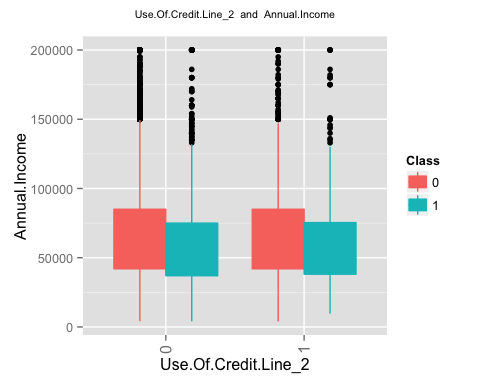 Use.Of.Credit.Line_2 and Annual.Income
200000
150000
100000
50000
0
Annual.Income
0
1
Use.Of.Credit.Line_2
Class
0
1